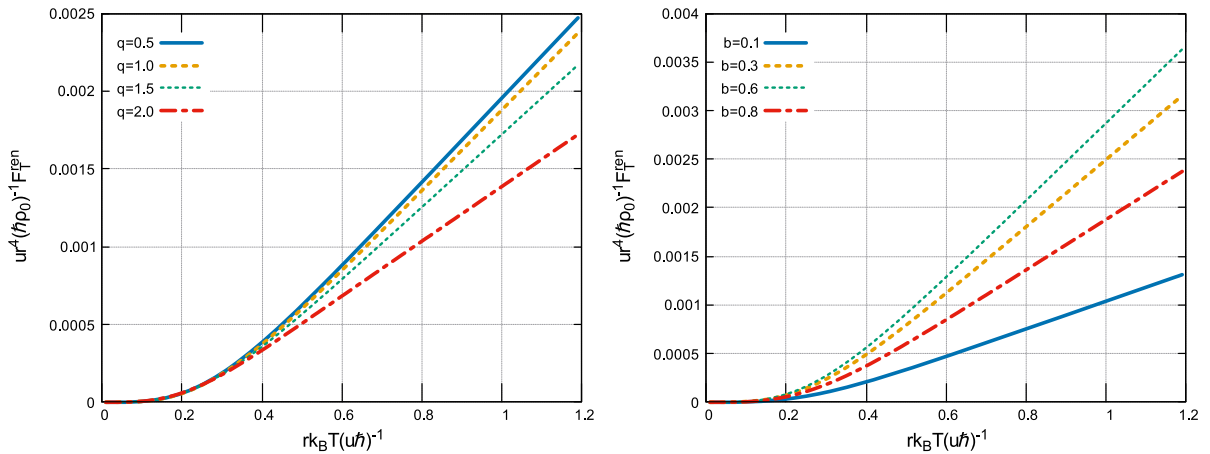 0.0025
0.002
0.0015
0.001
0.0005
0
q=0.5
q=1.0
q=1.5
q=2.0
ur⁴(ℏρ₀)⁻¹F_T^ren
0 0.2 0.4 0.6 0.8 1 1.2
rk_BT(uℏ)⁻¹
0.004
0.0035
0.003
0.0025
0.002
0.0015
0.001
0.0005
0
b=0.1
b=0.3
b=0.6
b=0.8
ur⁴(ℏρ₀)⁻¹F_T^ren
0 0.2 0.4 0.6 0.8 1 1.2
rk_BT(uℏ)⁻¹